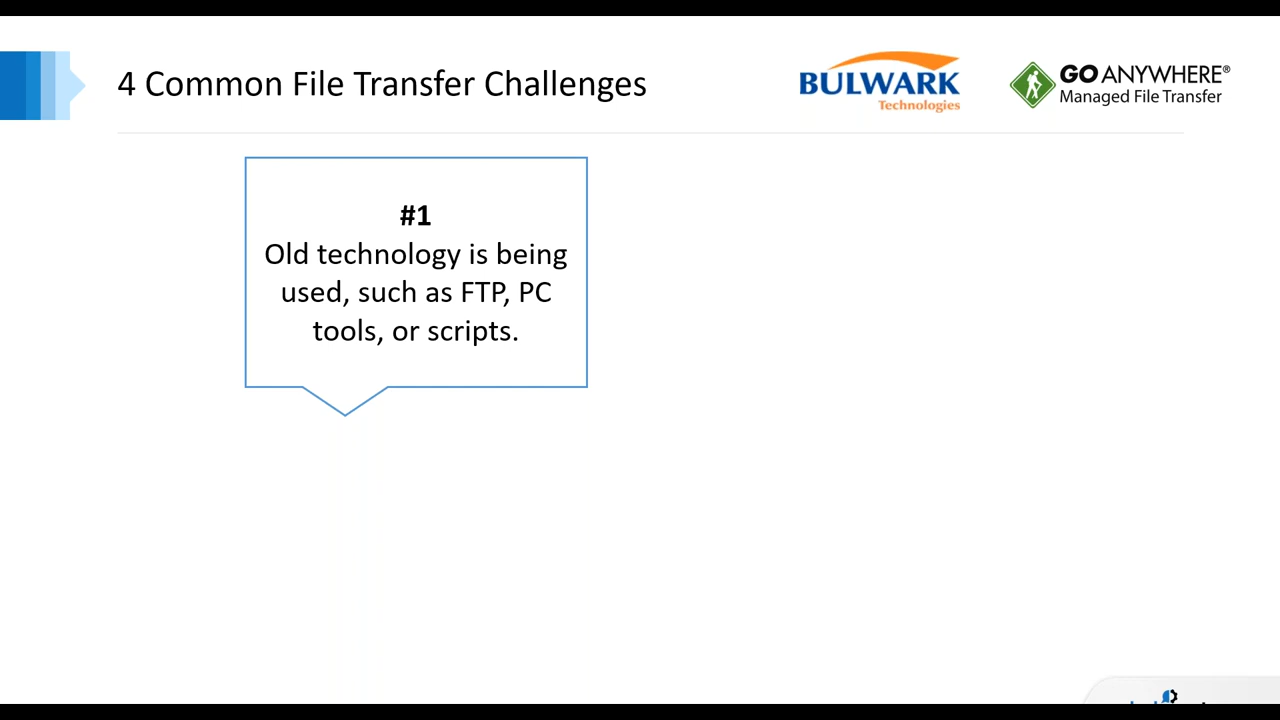 4 Common File Transfer Challenges
BULWARK
Technologies
GO ANYWHERE®
Managed File Transfer
#1
Old technology is being
used, such as FTP, PC
tools, or scripts.